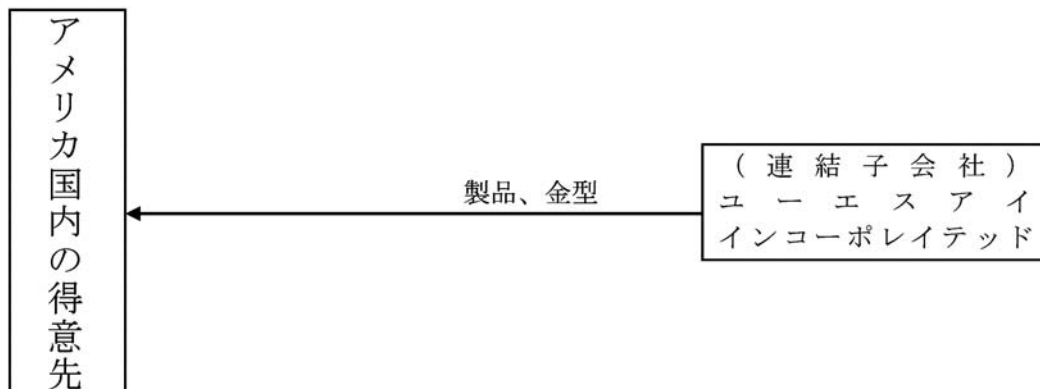 アメリカ国内の得意先
製品、金型
(連結子会社)
ユーエスアイ
インコーポレイテッド